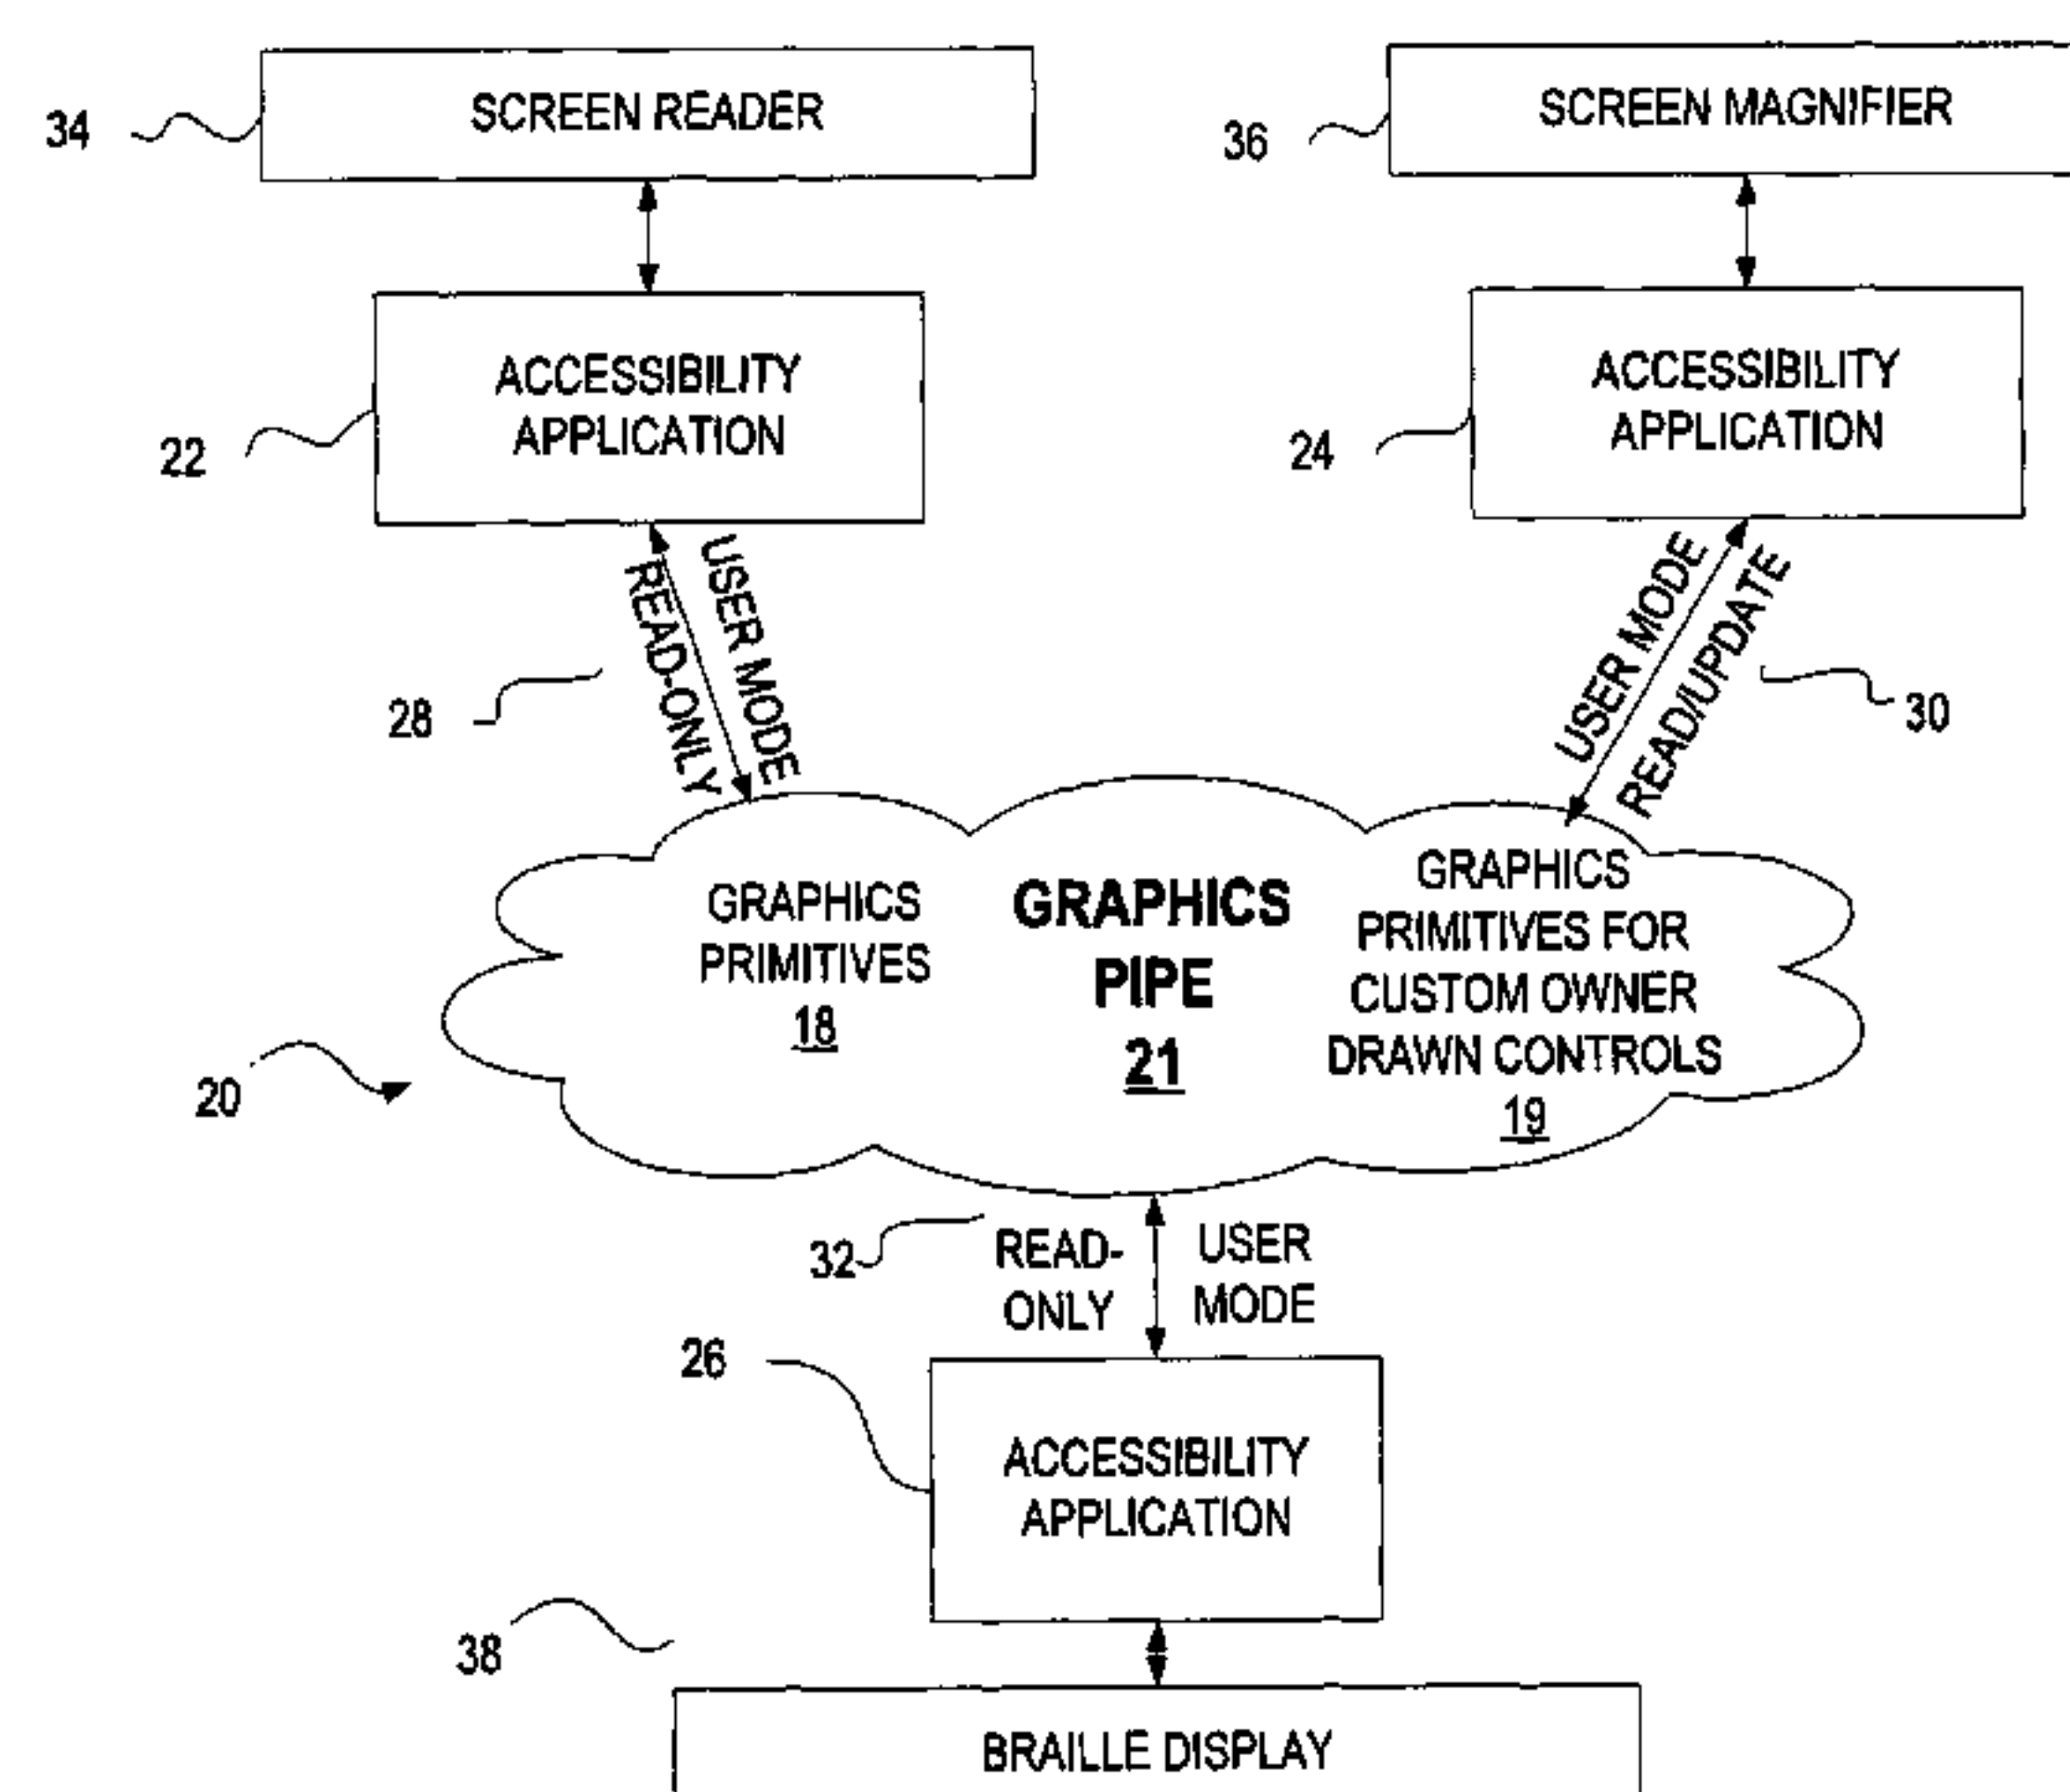 SCREEN READER
34
SCREEN MAGNIFIER
36
ACCESSIBILITY
APPLICATION
22
ACCESSIBILITY
APPLICATION
24
USER MODE
READ-ONLY
28
USER MODE
READ/UPDATE
30
GRAPHICS
PRIMITIVES
18
GRAPHICS
PIPE
21
GRAPHICS
PRIMITIVES FOR
CUSTOM OWNER
DRAWN CONTROLS
19
20
32
READ-
ONLY
USER
MODE
26
ACCESSIBILITY
APPLICATION
38
BRAILLE DISPLAY